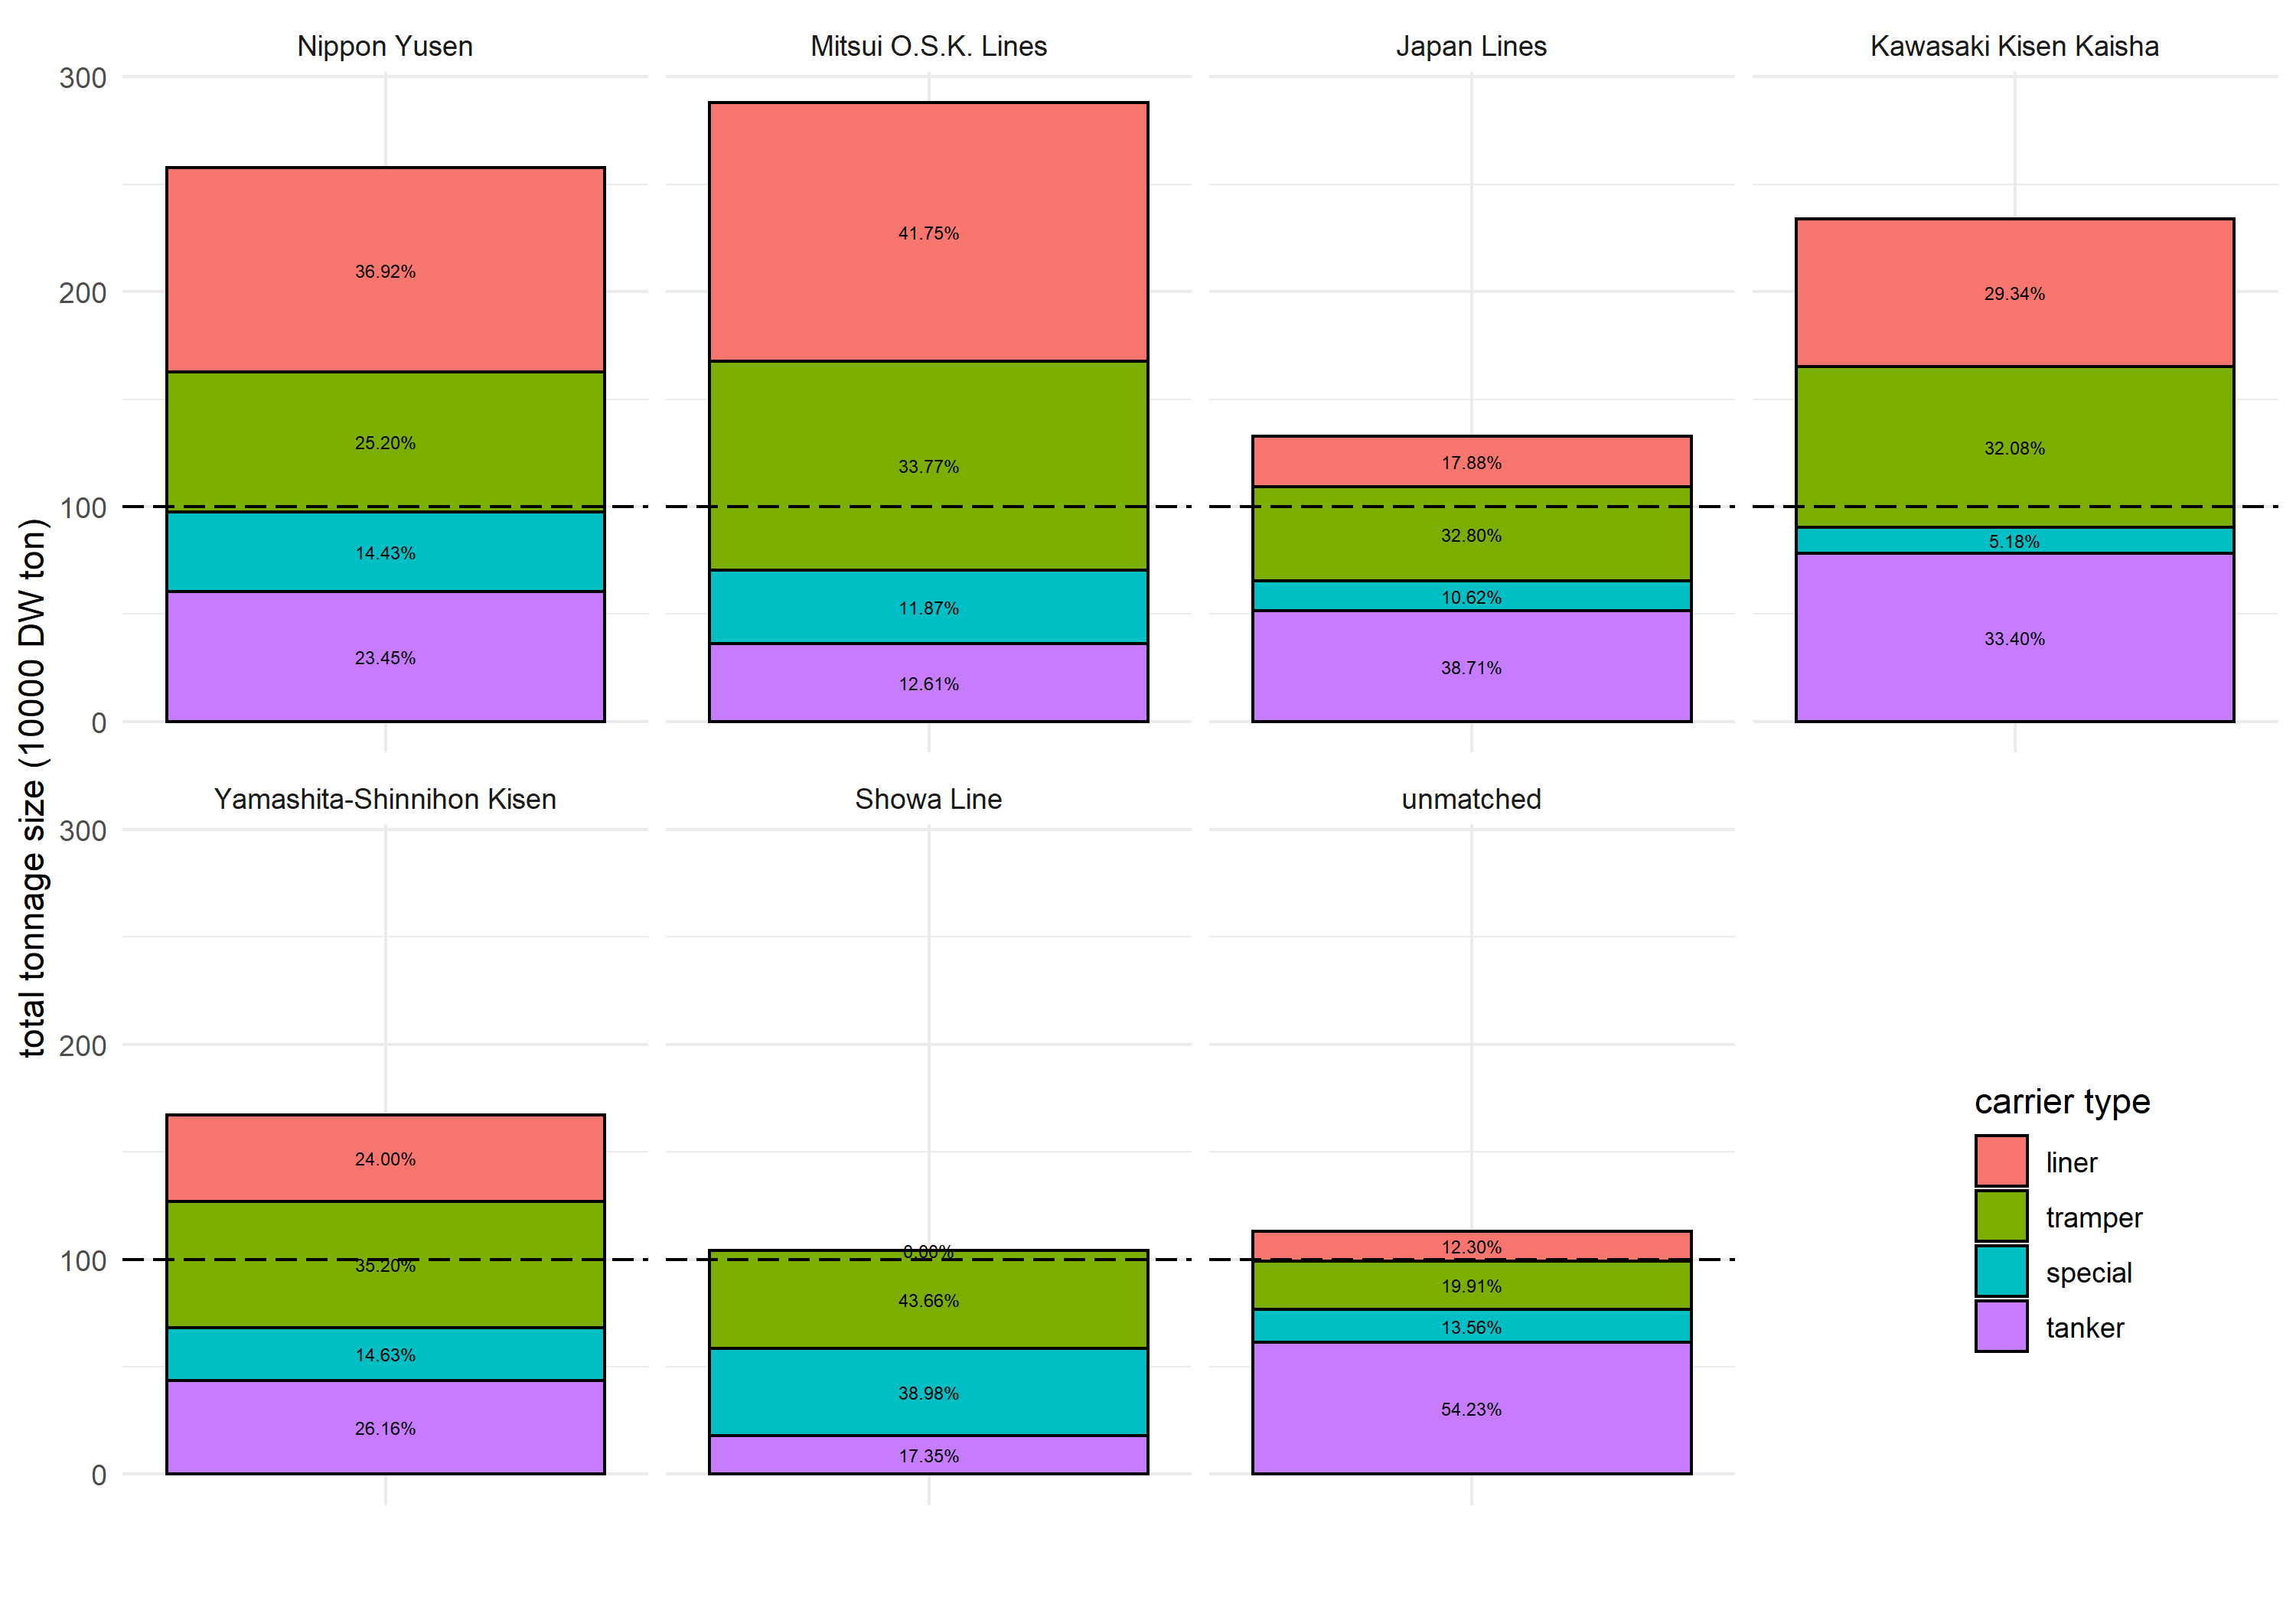 Nippon Yusen
Mitsui O.S.K. Lines
Japan Lines
Kawasaki Kisen Kaisha
total tonnage size (10000 DW ton)
300
200
100
0
36.92%
25.20%
14.43%
23.45%
41.75%
33.77%
11.87%
12.61%
17.88%
32.80%
10.62%
38.71%
29.34%
32.08%
5.18%
33.40%
Yamashita-Shinnihon Kisen
Showa Line
unmatched
300
200
100
0
24.00%
35.20%
14.63%
26.16%
0.00%
43.66%
38.98%
17.35%
12.30%
19.91%
13.56%
54.23%
carrier type
liner
tramper
special
tanker